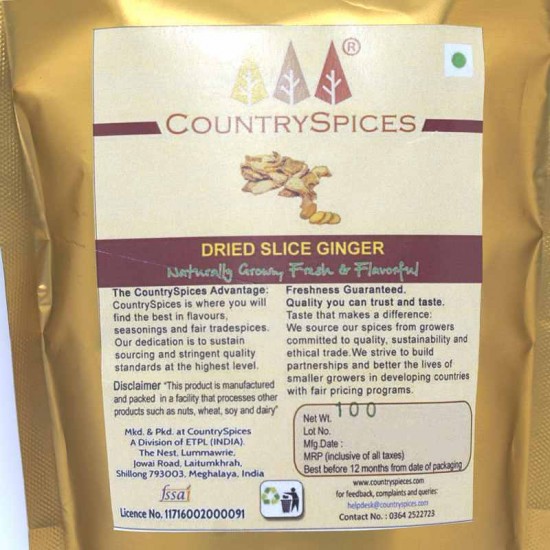 ®
COUNTRYSPICES
DRIED SLICE GINGER
Naturally Grown, Fresh & Flavorful
The CountrySpices Advantage:
CountrySpices is where you will
find the best in flavours,
seasonings and fair tradespices.
Our dedication is to sustain
sourcing and stringent quality
standards at the highest level.
Disclaimer "This product is manufactured
and packed in a facility that processes other
products such as nuts, wheat, soy and dairy"
Mkd. & Pkd. at CountrySpices
A Division of ETPL (INDIA).
The Nest, Lummawrie,
Jowai Road, Laitumkhrah,
Shillong 793003, Meghalaya, India
fssai
Licence No. 11716002000091
Freshness Guaranteed.
Quality you can trust and taste.
Taste that makes a difference:
We source our spices from growers
committed to quality, sustainability and
ethical trade. We strive to build
partnerships and better the lives of
smaller growers in developing countries
with fair pricing programs.
Net Wt. 100
Lot No.
Mfg.Date :
MRP (inclusive of all taxes)
Best before 12 months from date of packaging
www.countryspieces.com
for feedback, complaints and queries
helpdesk@countryspices.com
Contact No. : 0364 2522723